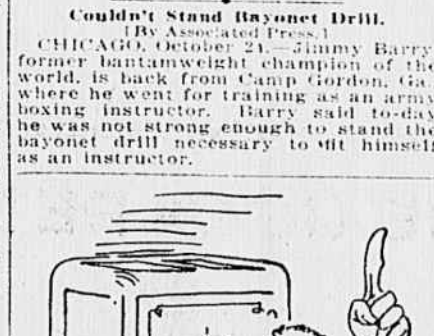 Couldn't Stand Bayonet Drill.
[By Associated Press.]
CHICAGO, October 21.—Jimmy Barry,
former bantamweight champion of the
world, is back from Camp Gordon, Ga.
where he went for training as an army
boxing instructor. Barry said to-day
he was not strong enough to stand the
bayonet drill necessary to fit himself
as an instructor.